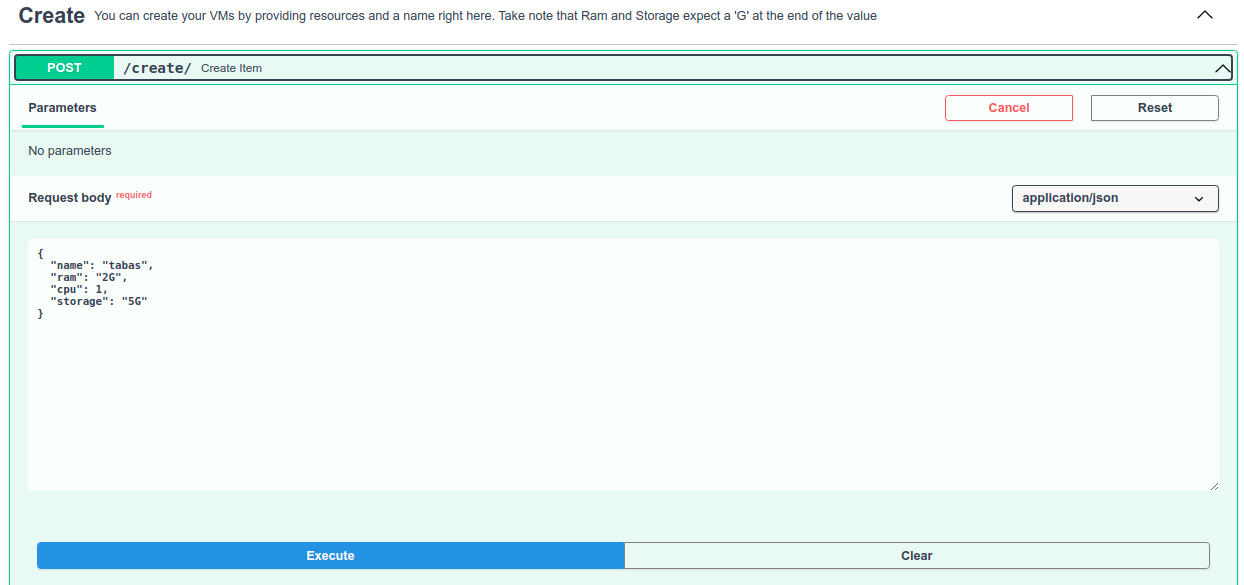 Create You can create your VMs by providing resources and a name right here. Take note that Ram and Storage expect a 'G' at the end of the value
POST /create/ Create Item
Parameters Cancel Reset
No parameters
Request body required application/json
{
  "name": "tabas",
  "ram": "2G",
  "cpu": 1,
  "storage": "5G"
}
Execute Clear